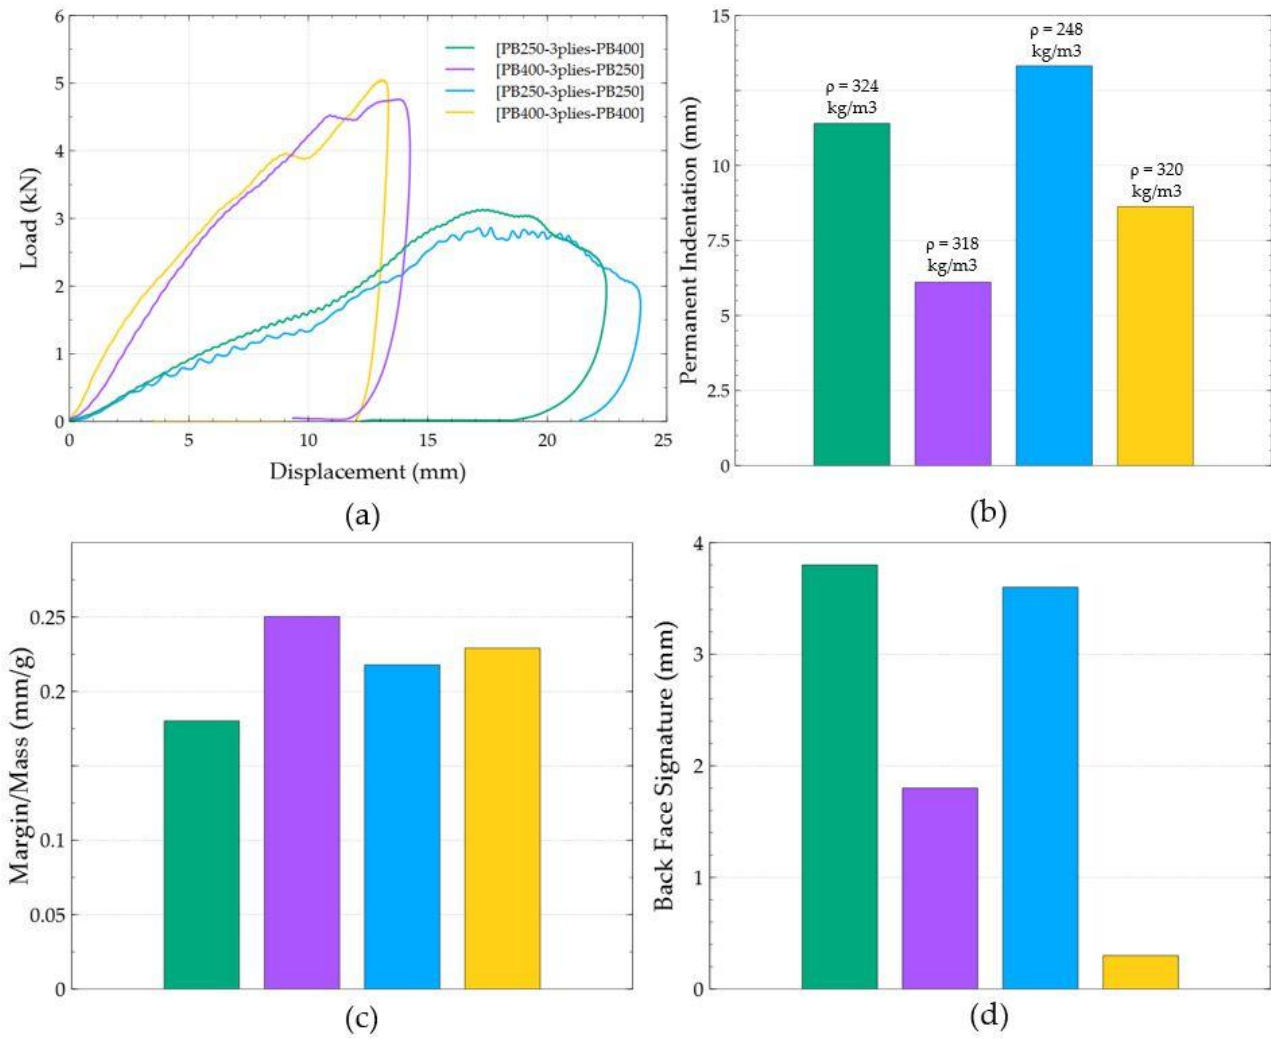 6
5
4
3
2
1
0
0
5
10
15
20
25
Load (kN)
Displacement (mm)
[PB250-3plies-PB400]
[PB400-3plies-PB250]
[PB250-3plies-PB250]
[PB400-3plies-PB400]
(a)
15
12.5
10
7.5
5
2.5
0
Permanent Indentation (mm)
ρ = 324
kg/m3
ρ = 318
kg/m3
ρ = 248
kg/m3
ρ = 320
kg/m3
(b)
0.25
0.2
0.1
0.05
0
Margin/Mass (mm/g)
(c)
4
3
2
1
0
Back Face Signature (mm)
(d)